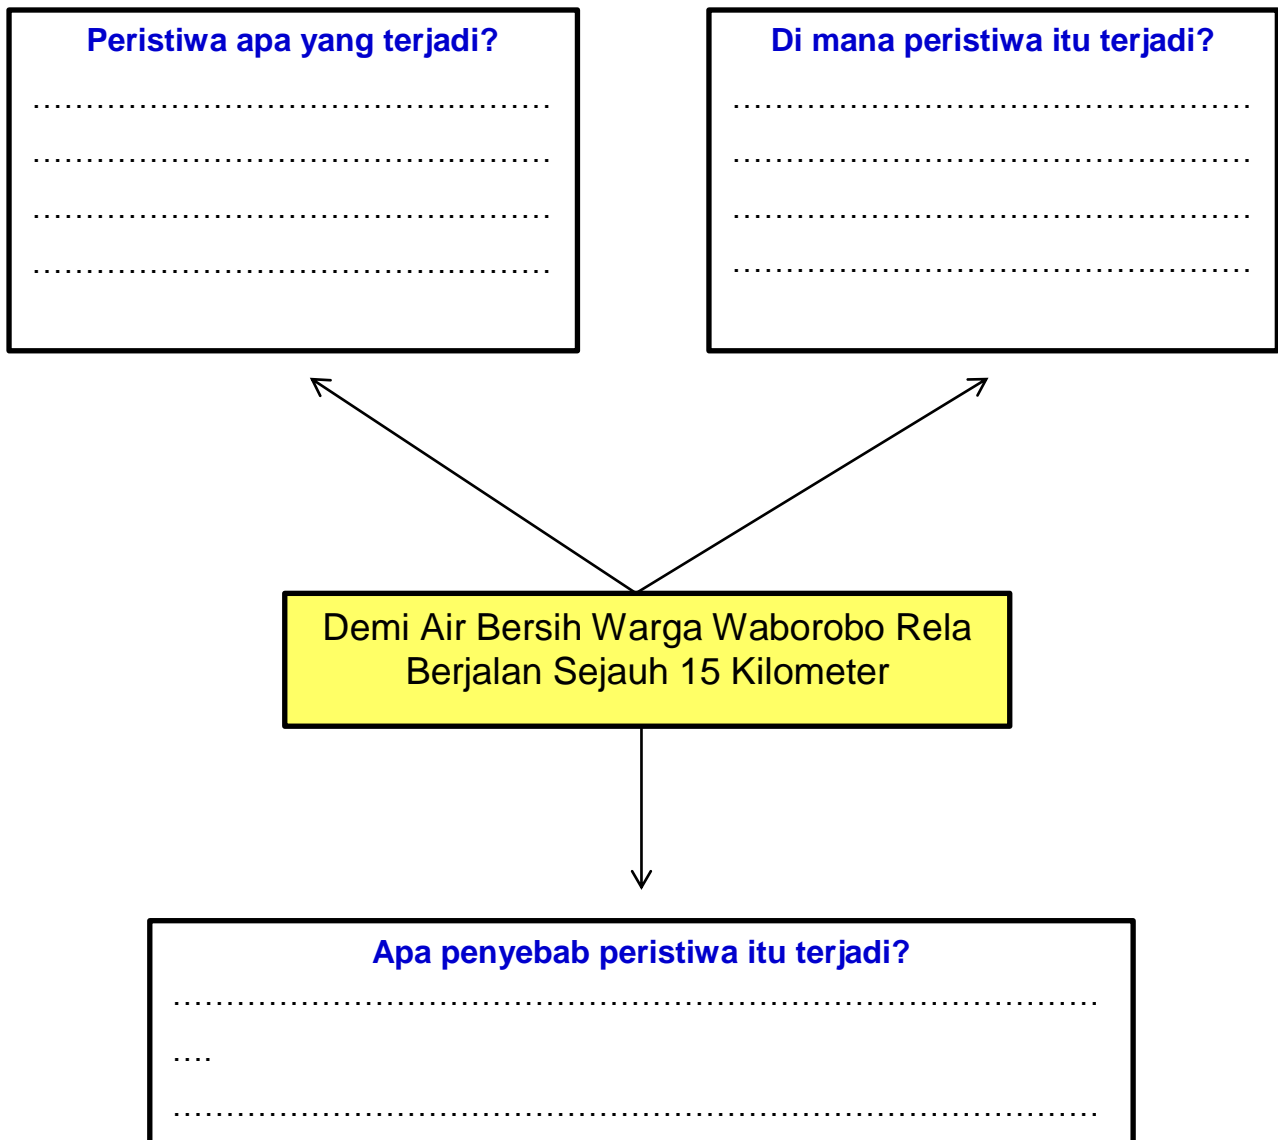 Peristiwa apa yang terjadi?
…………………………………..………
…………………………………..………
…………………………………..………
…………………………………..………
Di mana peristiwa itu terjadi?
…………………………………..………
…………………………………..………
…………………………………..………
…………………………………..………
Demi Air Bersih Warga Waborobo Rela
Berjalan Sejauh 15 Kilometer
Apa penyebab peristiwa itu terjadi?
……………………………………………………………………………
….
……………………………………………………………………………